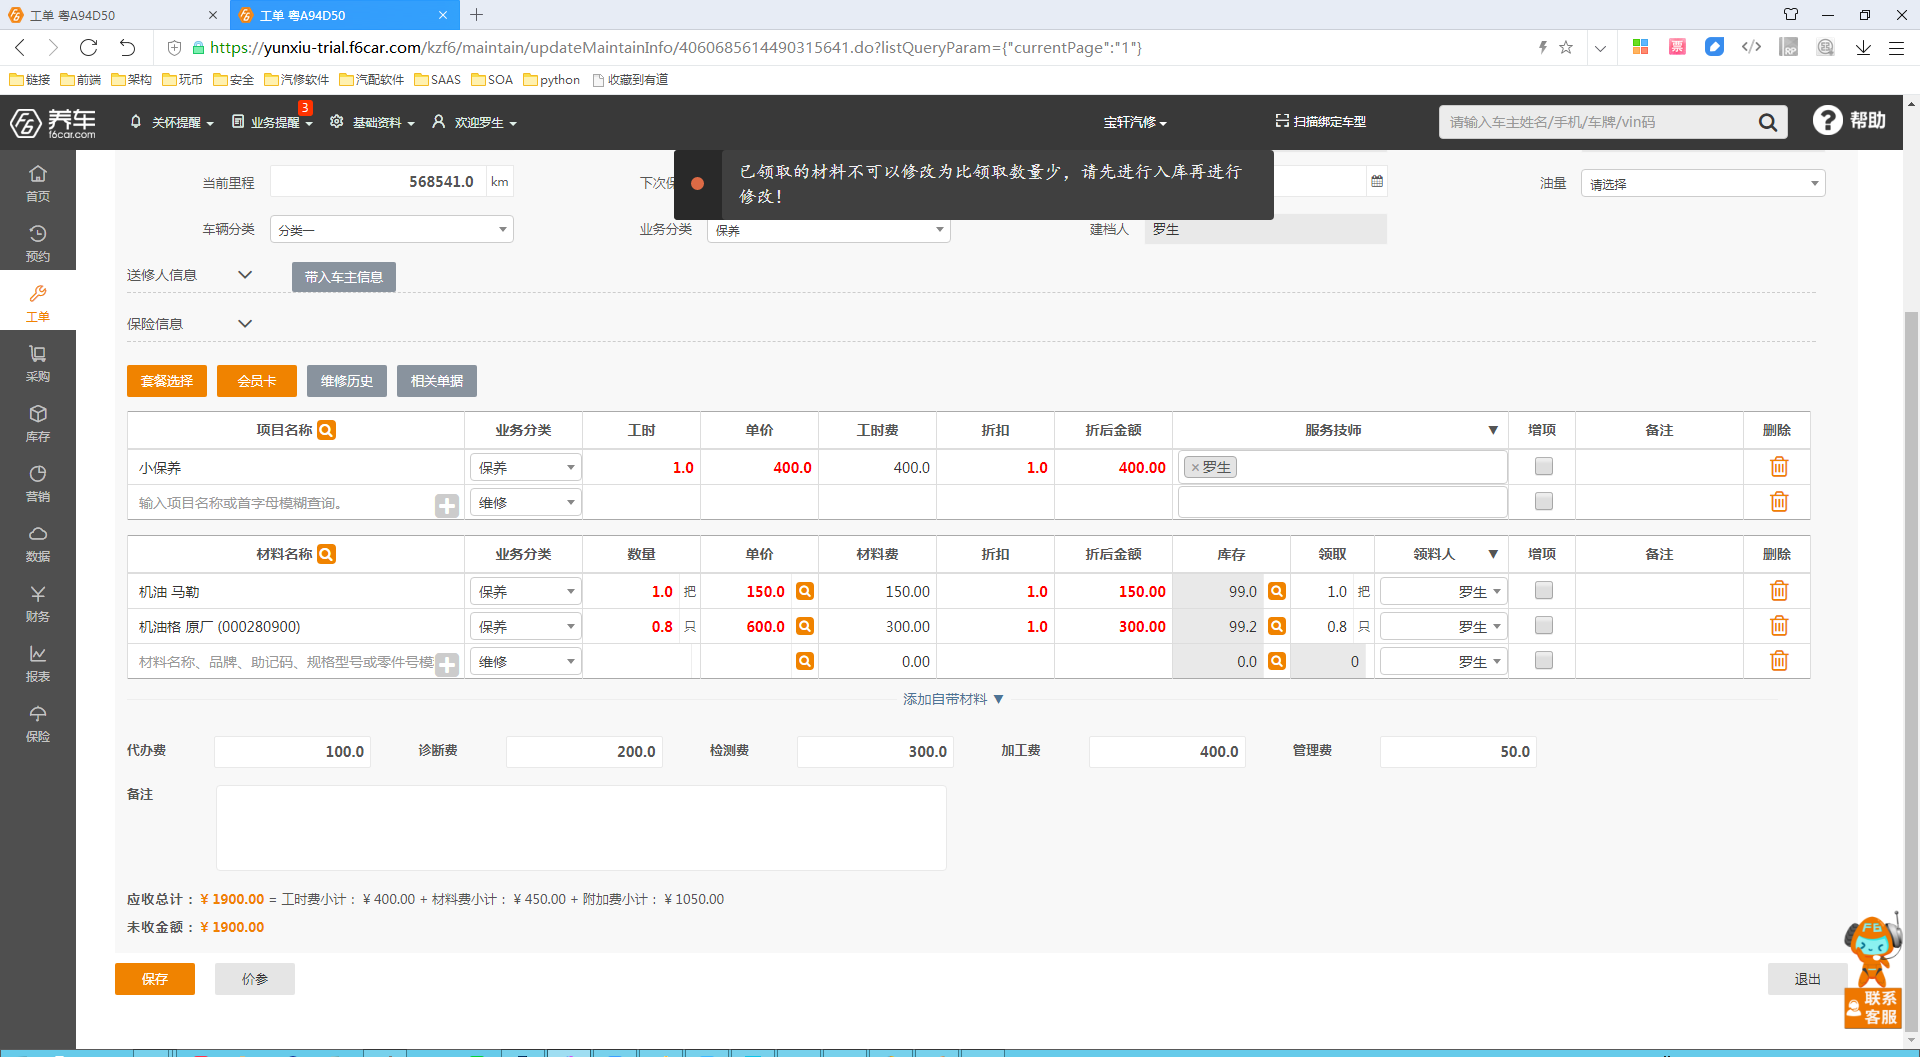 工单 粤A94D50
工单 粤A94D50
https://yunxiu-trial.f6car.com/kzf6/maintain/updateMaintainInfo/4060685614490315641.do?listQueryParam={"currentPage":"1"}
链接 前端 架构 玩币 安全 汽修软件 汽配软件 SAAS SOA python 收藏到有道
养车
f6car.com
关怀提醒 业务提醒 3 基础资料 欢迎罗生 宝轩汽修 扫描绑定车型 请输入车主姓名/手机/车牌/vin码 帮助
首页
预约
工单
采购
库存
营销
数据
财务
报表
保险
已领取的材料不可以修改为比领取数量少，请先进行入库再进行
修改！
当前里程 568541.0 km 下次保 油量 请选择
车辆分类 分类一 业务分类 保养 建档人 罗生
送修人信息 带入车主信息
保险信息
套餐选择 会员卡 维修历史 相关单据
项目名称 业务分类 工时 单价 工时费 折扣 折后金额 服务技师 增项 备注 删除
小保养 保养 1.0 400.0 400.0 1.0 400.00 ×罗生
输入项目名称或首字母模糊查询。 维修
材料名称 业务分类 数量 单价 材料费 折扣 折后金额 库存 领取 领料人 增项 备注 删除
机油 马勒 保养 1.0 把 150.0 150.00 1.0 150.00 99.0 1.0 把 罗生
机油格 原厂 (000280900) 保养 0.8 只 600.0 300.00 1.0 300.00 99.2 0.8 只 罗生
材料名称、品牌、助记码、规格型号或零件号模 维修 0.00 0.0 0 罗生
添加自带材料 ▼
代办费 100.0 诊断费 200.0 检测费 300.0 加工费 400.0 管理费 50.0
备注
应收总计： ¥ 1900.00 = 工时费小计： ¥ 400.00 + 材料费小计： ¥ 450.00 + 附加费小计： ¥ 1050.00
未收金额： ¥ 1900.00
保存 价参 退出
F6
联系
客服